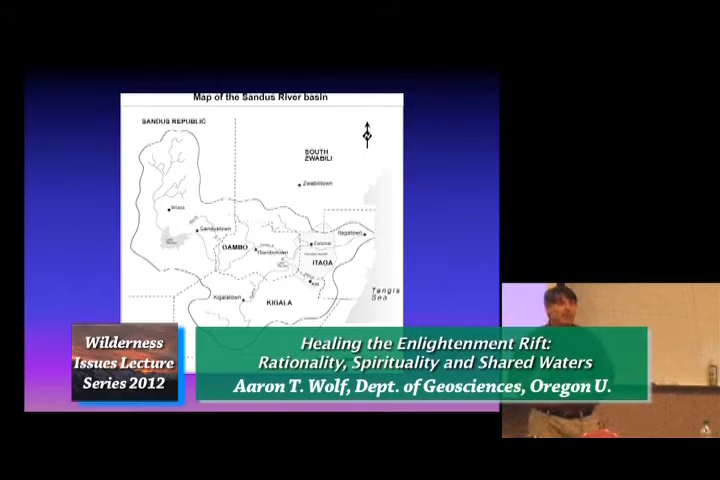 Map of the Sandus River basin
SANDUS REPUBLIC
SOUTH
ZWABILI
Zwabilitown
Sandustown
Itagatown
GAMBO
Gambotown
ITAGA
Kigalatown
KIGALA
Tangis
Sea
Wilderness
Issues Lecture
Series 2012
Healing the Enlightenment Rift:
Rationality, Spirituality and Shared Waters
Aaron T. Wolf, Dept. of Geosciences, Oregon U.